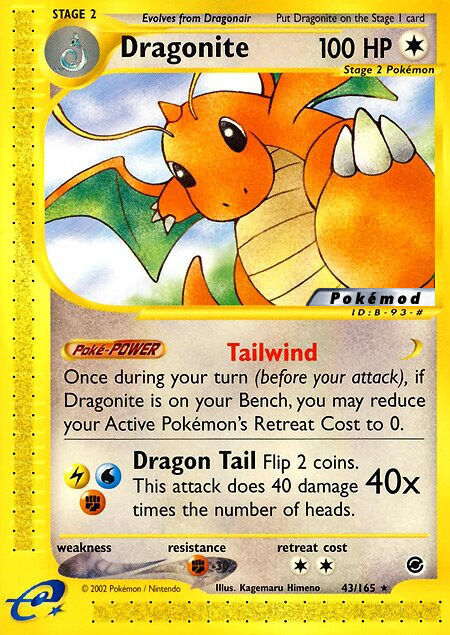 STAGE 2
Evolves from Dragonair
Put Dragonite on the Stage 1 card
Dragonite
100 HP
Stage 2 Pokémon
Pokémod
ID:B-93-#
Poké-POWER
Tailwind
Once during your turn (before your attack), if
Dragonite is on your Bench, you may reduce
your Active Pokémon's Retreat Cost to 0.
Dragon Tail Flip 2 coins.
This attack does 40 damage
times the number of heads.
40x
weakness
resistance
retreat cost
-30
© 2002 Pokémon / Nintendo
Illus. Kagemaru Himeno
43/165 ★
e